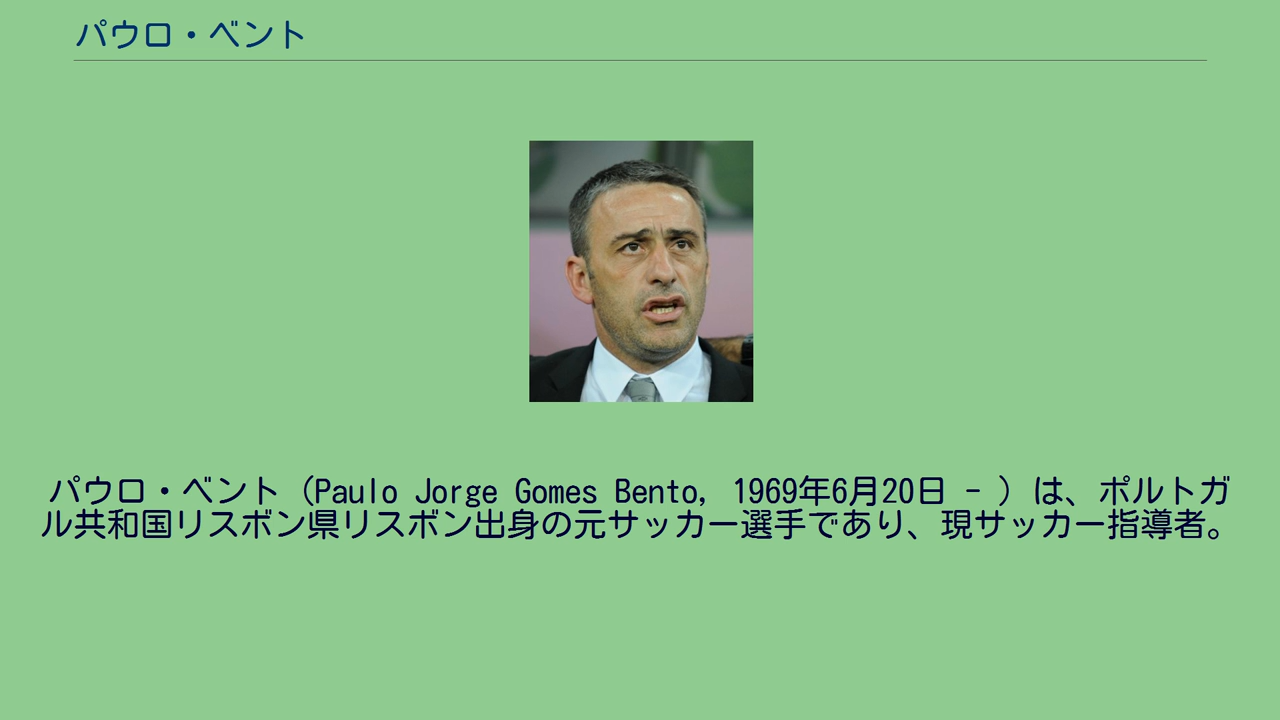 パウロ・ベント
パウロ・ベント（Paulo Jorge Gomes Bento, 1969年6月20日 - ）は、ポルトガ
ル共和国リスボン県リスボン出身の元サッカー選手であり、現サッカー指導者。